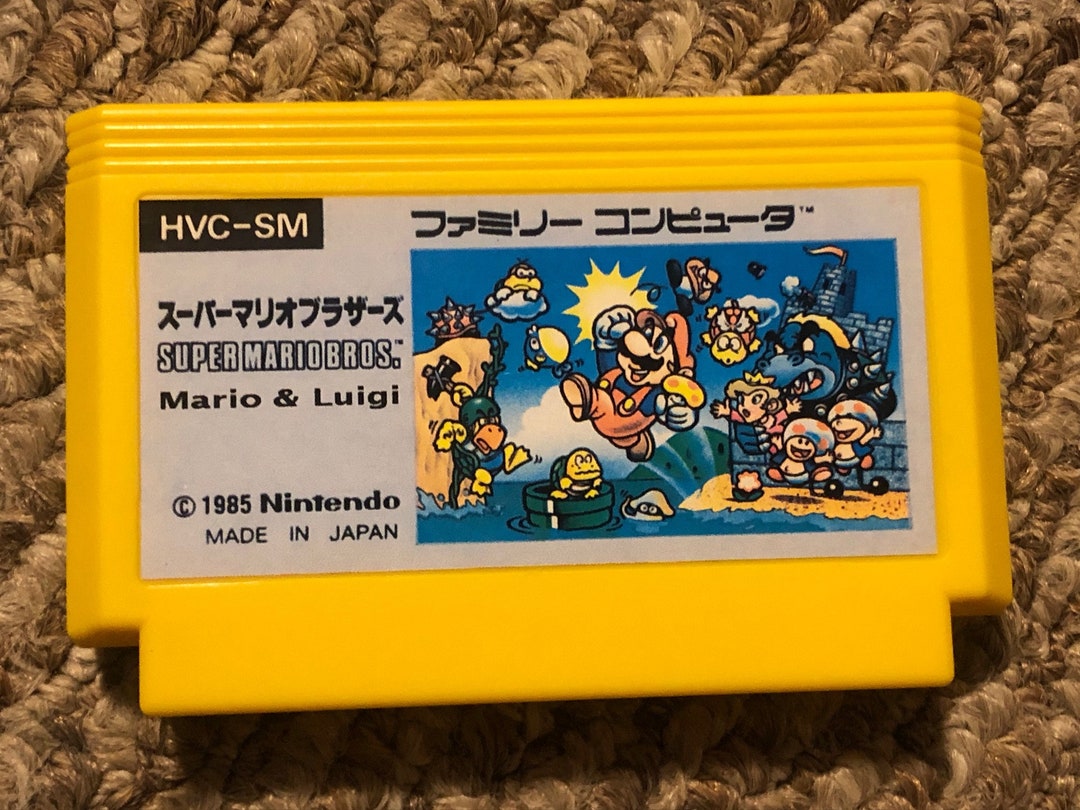 HVC-SM
ファミリー コンピュータ™
スーパーマリオブラザーズ
SUPER MARIO BROS.™
Mario & Luigi
© 1985 Nintendo
MADE IN JAPAN